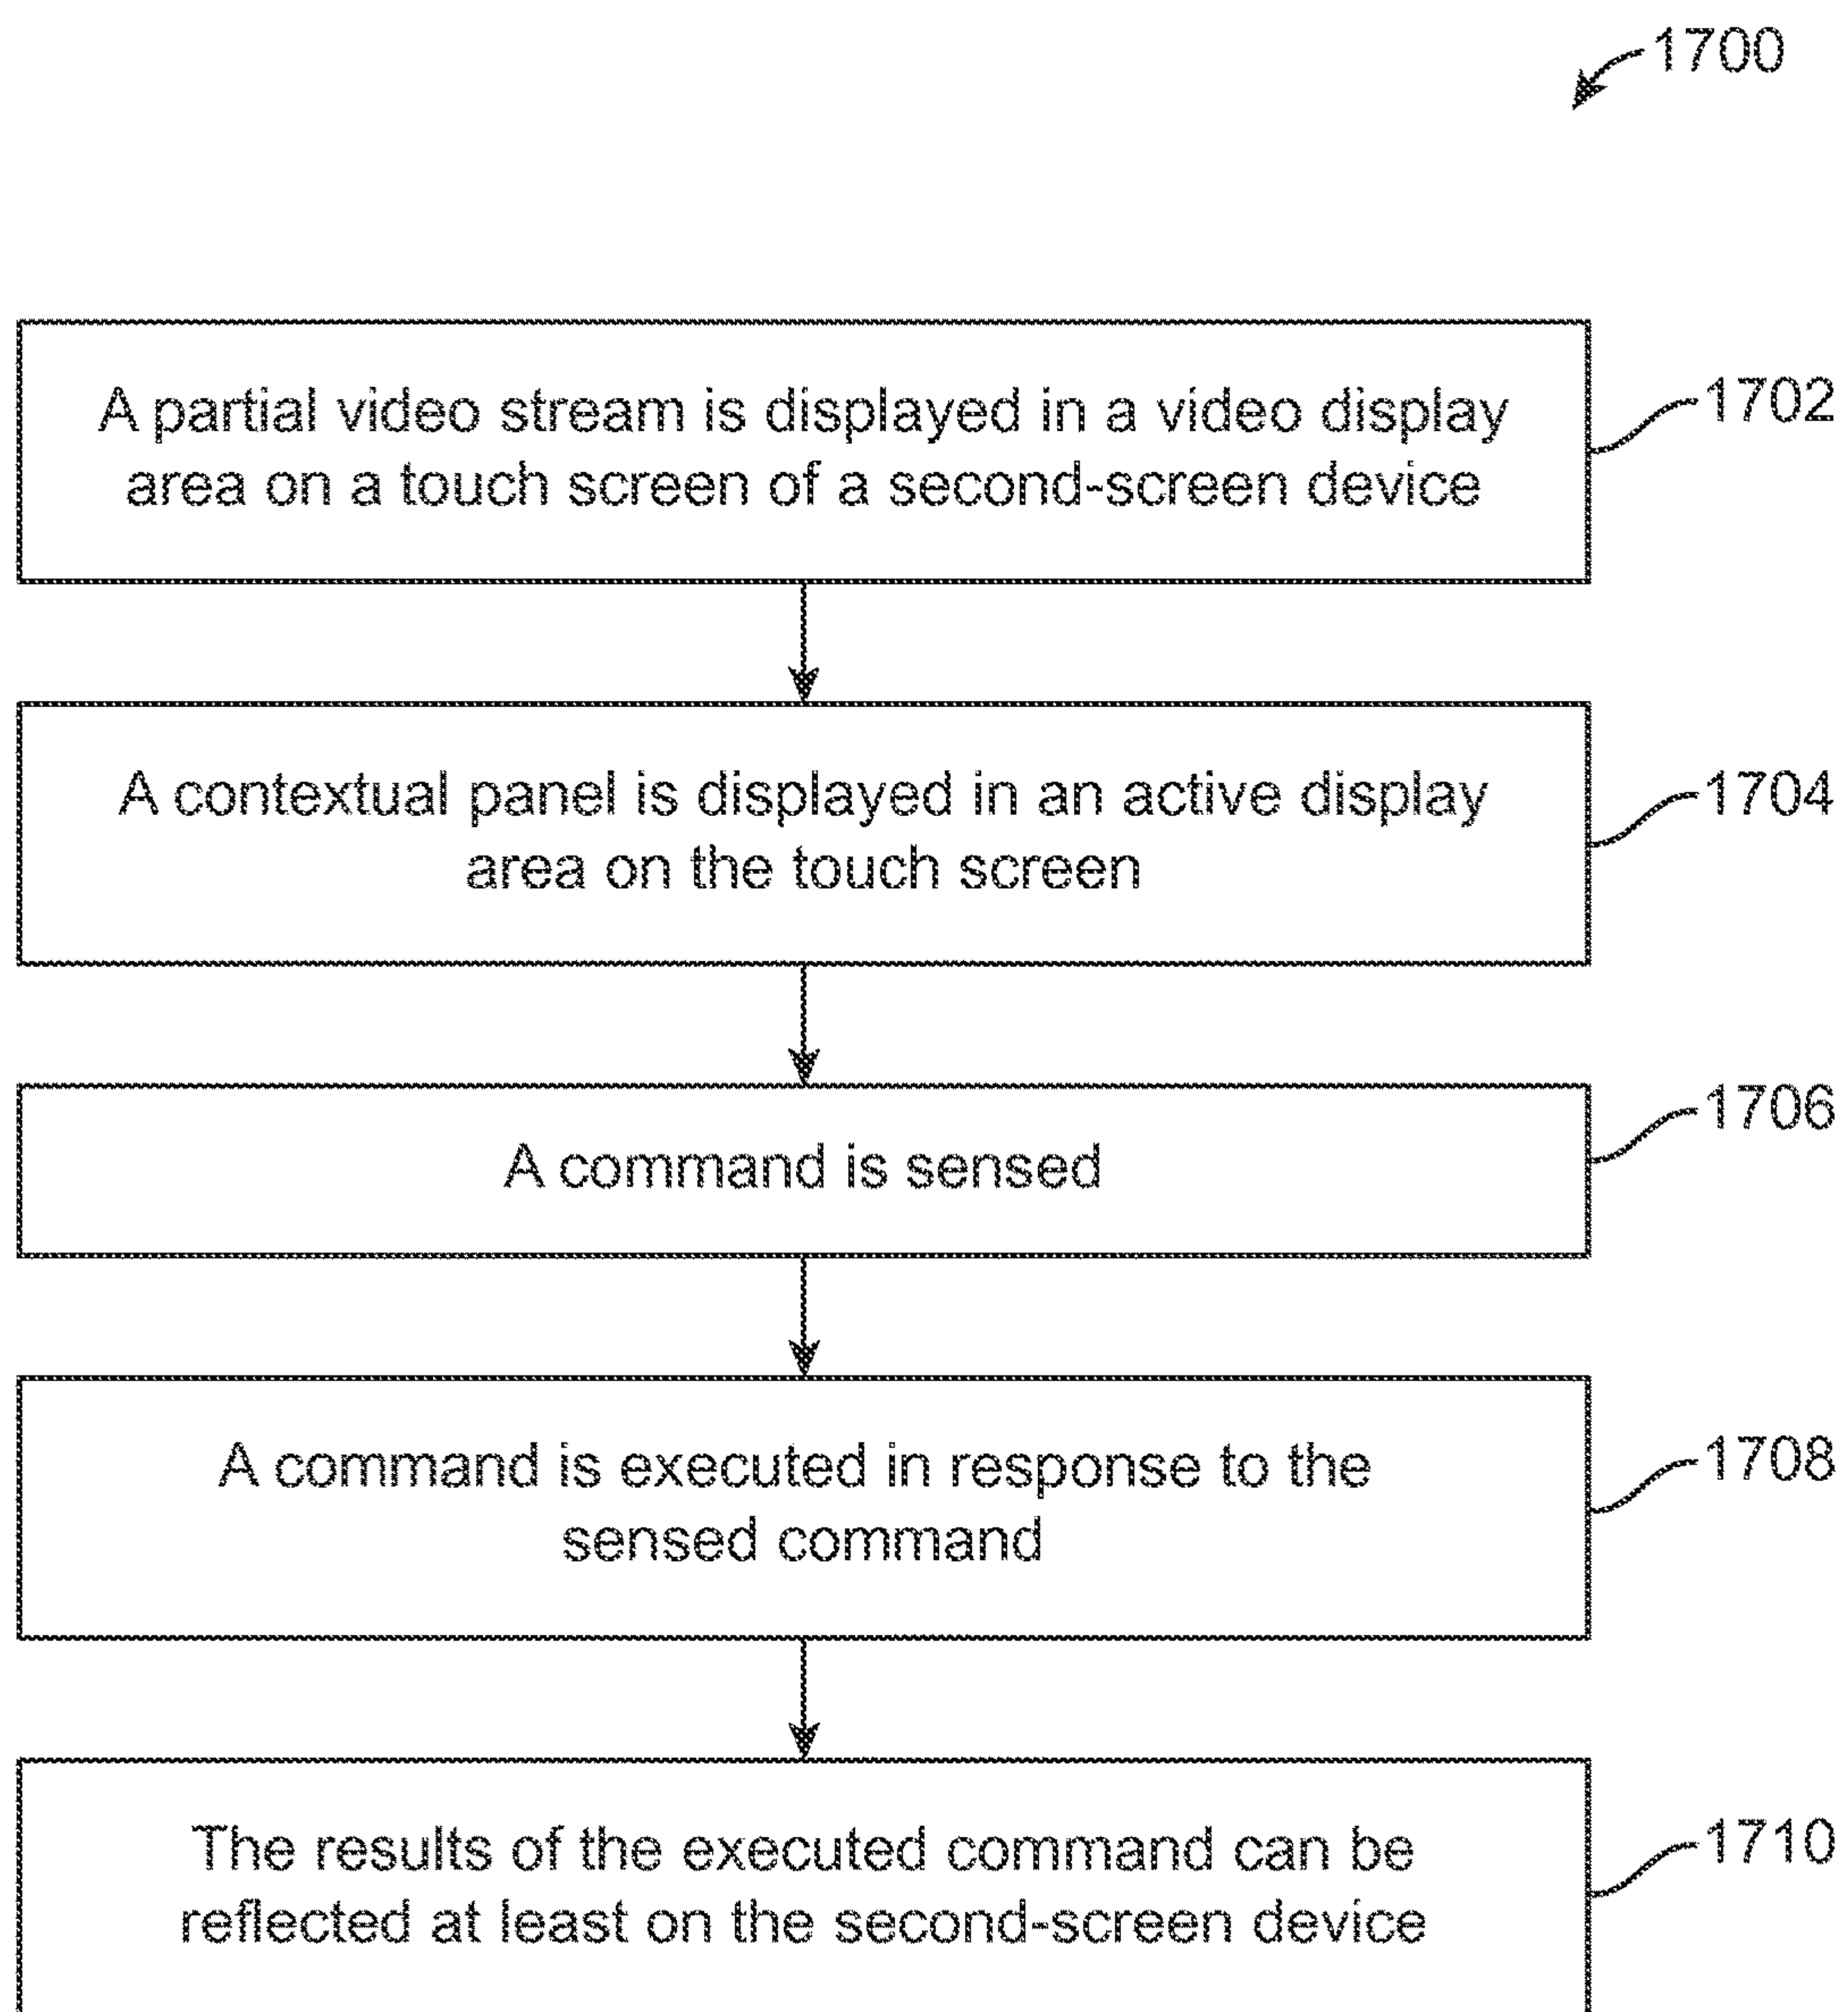 1700
A partial video stream is displayed in a video display
area on a touch screen of a second-screen device
1702
A contextual panel is displayed in an active display
area on the touch screen
1704
A command is sensed
1706
A command is executed in response to the
sensed command
1708
The results of the executed command can be
reflected at least on the second-screen device
1710